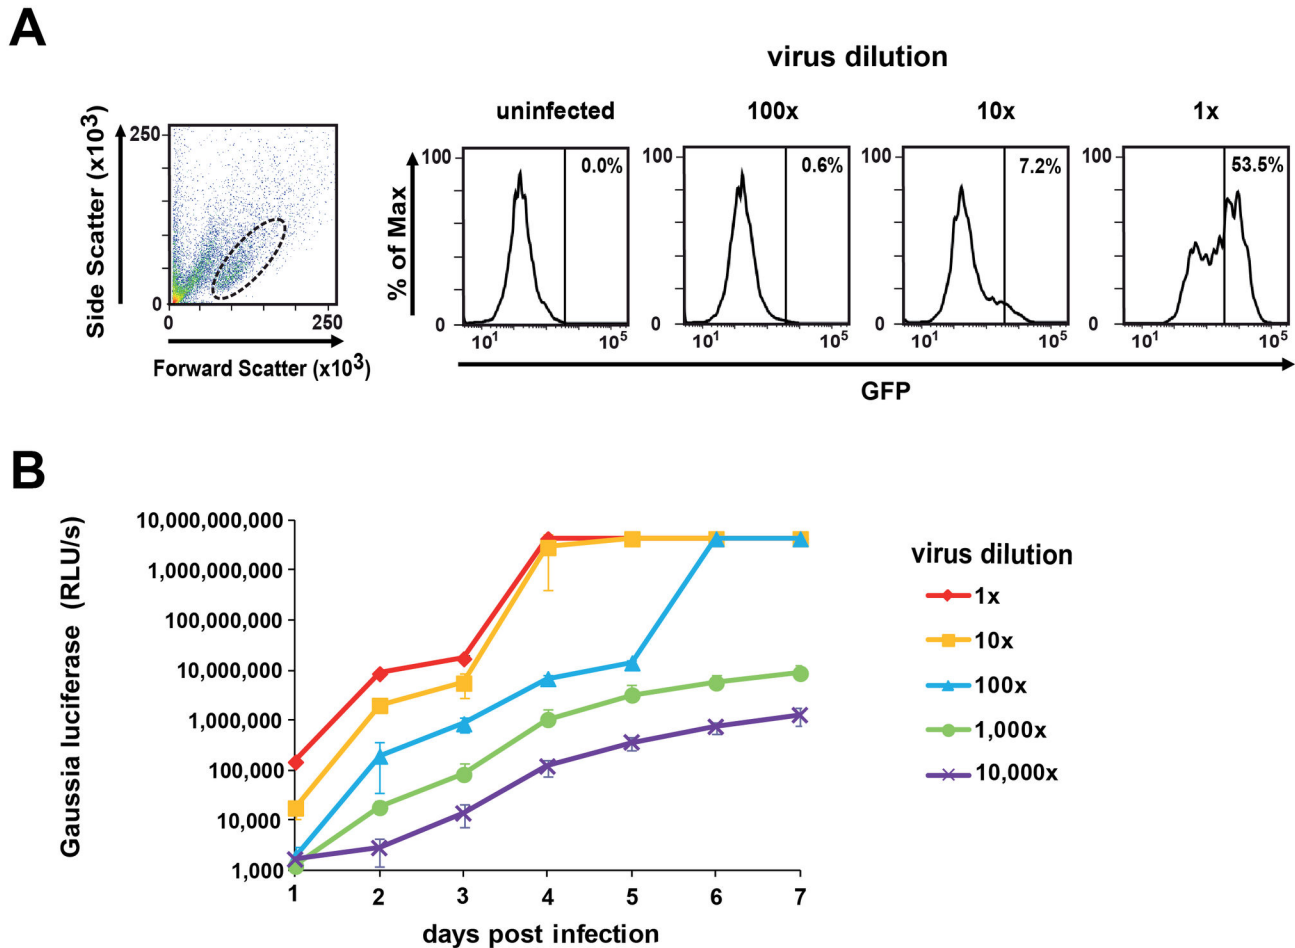 A
virus dilution
uninfected 100x 10x 1x
Side Scatter (x10³)
250
0
0 250
Forward Scatter (x10³)
% of Max
100 0.0% 100 0.6% 100 7.2% 100 53.5%
0 0 0 0
10¹ 10⁵ 10¹ 10⁵ 10¹ 10⁵ 10¹ 10⁵
GFP
B
Gaussia luciferase (RLU/s)
10,000,000,000
1,000,000,000
100,000,000
10,000,000
1,000,000
100,000
10,000
1,000
1 2 3 4 5 6 7
days post infection
virus dilution
1x
10x
100x
1,000x
10,000x